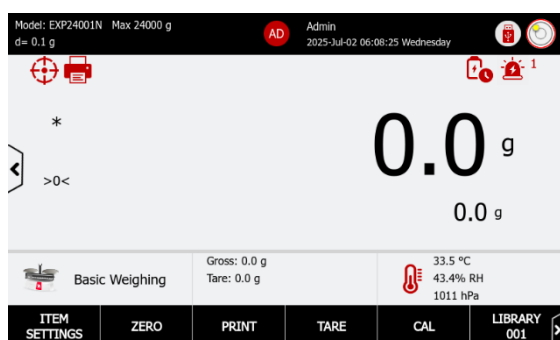 Model: EXP24001N Max 24000 g
d= 0.1 g
AD
Admin
2025-Jul-02 06:08:25 Wednesday
1
*
0.0 g
>0<
0.0 g
Basic Weighing
Gross: 0.0 g
Tare: 0.0 g
33.5 °C
43.4% RH
1011 hPa
ITEM
SETTINGS
ZERO
PRINT
TARE
CAL
LIBRARY
001